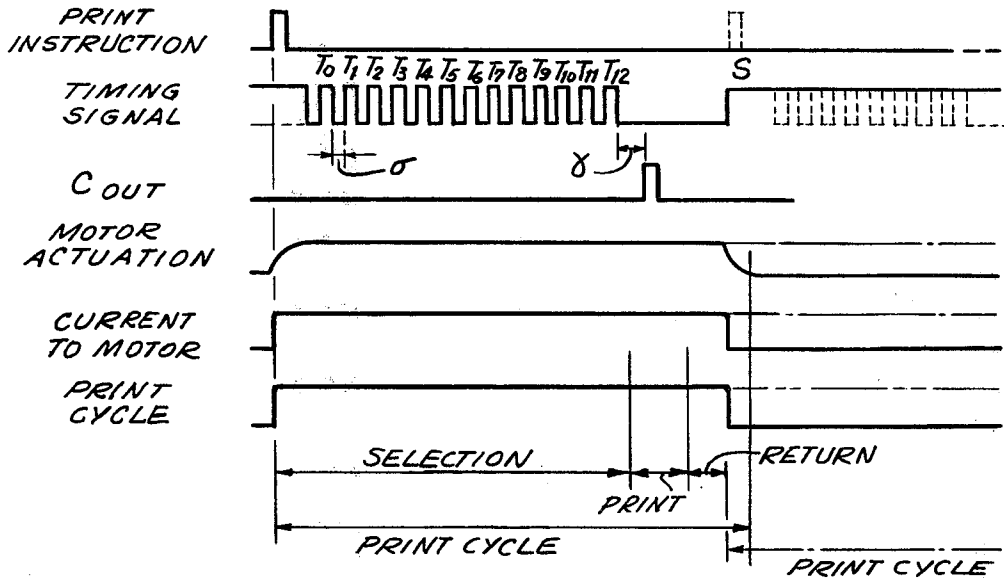 PRINT
INSTRUCTION
S
T0 T1 T2 T3 T4 T5 T6 T7 T8 T9 T10 T11 T12
TIMING
SIGNAL
σ
γ
C OUT
MOTOR
ACTUATION
CURRENT
TO MOTOR
PRINT
CYCLE
SELECTION
RETURN
PRINT
PRINT CYCLE
PRINT CYCLE